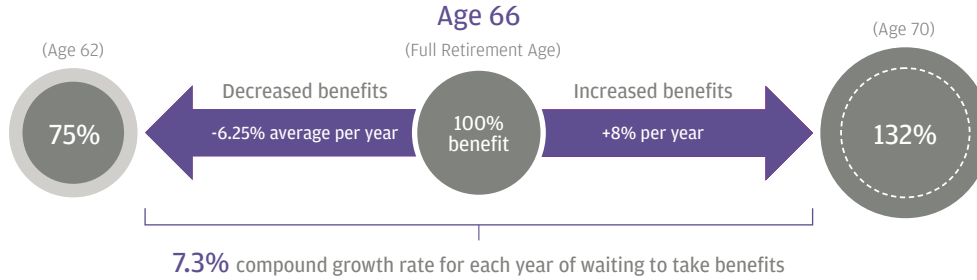 Age 66
(Full Retirement Age)
(Age 62)
(Age 70)
Decreased benefits
Increased benefits
75%
-6.25% average per year
100%
benefit
+8% per year
132%
7.3% compound growth rate for each year of waiting to take benefits